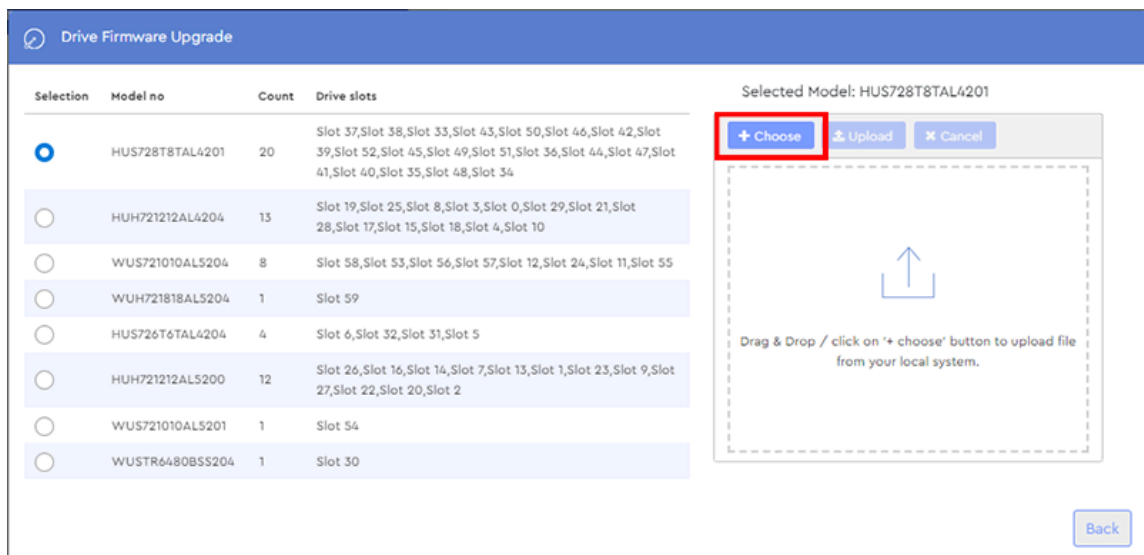 Drive Firmware Upgrade
Selection Model no Count Drive slots
HUS728T8TAL4201 20 Slot 37,Slot 38,Slot 33,Slot 43,Slot 50,Slot 46,Slot 42,Slot
39,Slot 52,Slot 45,Slot 49,Slot 51,Slot 36,Slot 44,Slot 47,Slot
41,Slot 40,Slot 35,Slot 48,Slot 34
HUH721212AL4204 13 Slot 19,Slot 25,Slot 8,Slot 3,Slot 0,Slot 29,Slot 21,Slot
28,Slot 17,Slot 15,Slot 18,Slot 4,Slot 10
WUS721010AL5204 8 Slot 58,Slot 53,Slot 56,Slot 57,Slot 12,Slot 24,Slot 11,Slot 55
WUH721818AL5204 1 Slot 59
HUS726T6TAL4204 4 Slot 6,Slot 32,Slot 31,Slot 5
HUH721212AL5200 12 Slot 26,Slot 16,Slot 14,Slot 7,Slot 13,Slot 1,Slot 23,Slot 9,Slot
27,Slot 22,Slot 20,Slot 2
WUS721010AL5201 1 Slot 54
WUSTR6480BSS204 1 Slot 30
Selected Model: HUS728T8TAL4201
+ Choose Upload × Cancel
Drag & Drop / click on '+ choose' button to upload file
from your local system.
Back